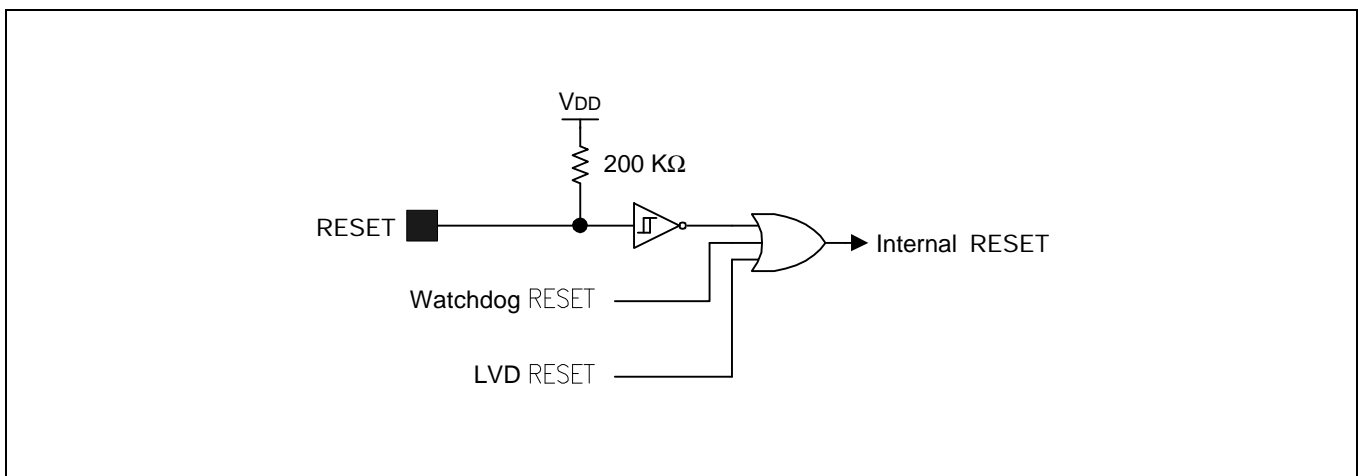 VDD
200 KΩ
RESET
Internal RESET
Watchdog RESET
LVD RESET